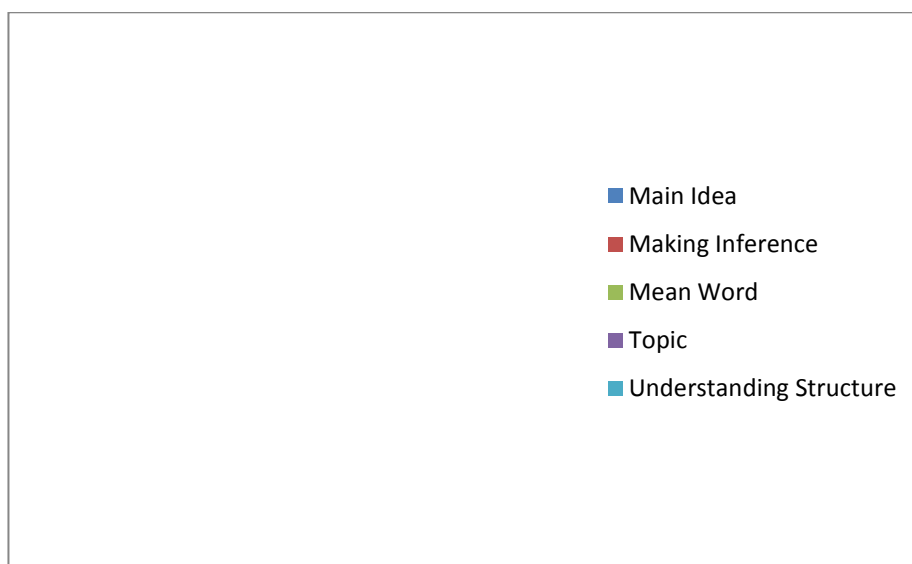 Main Idea
Making Inference
Mean Word
Topic
Understanding Structure